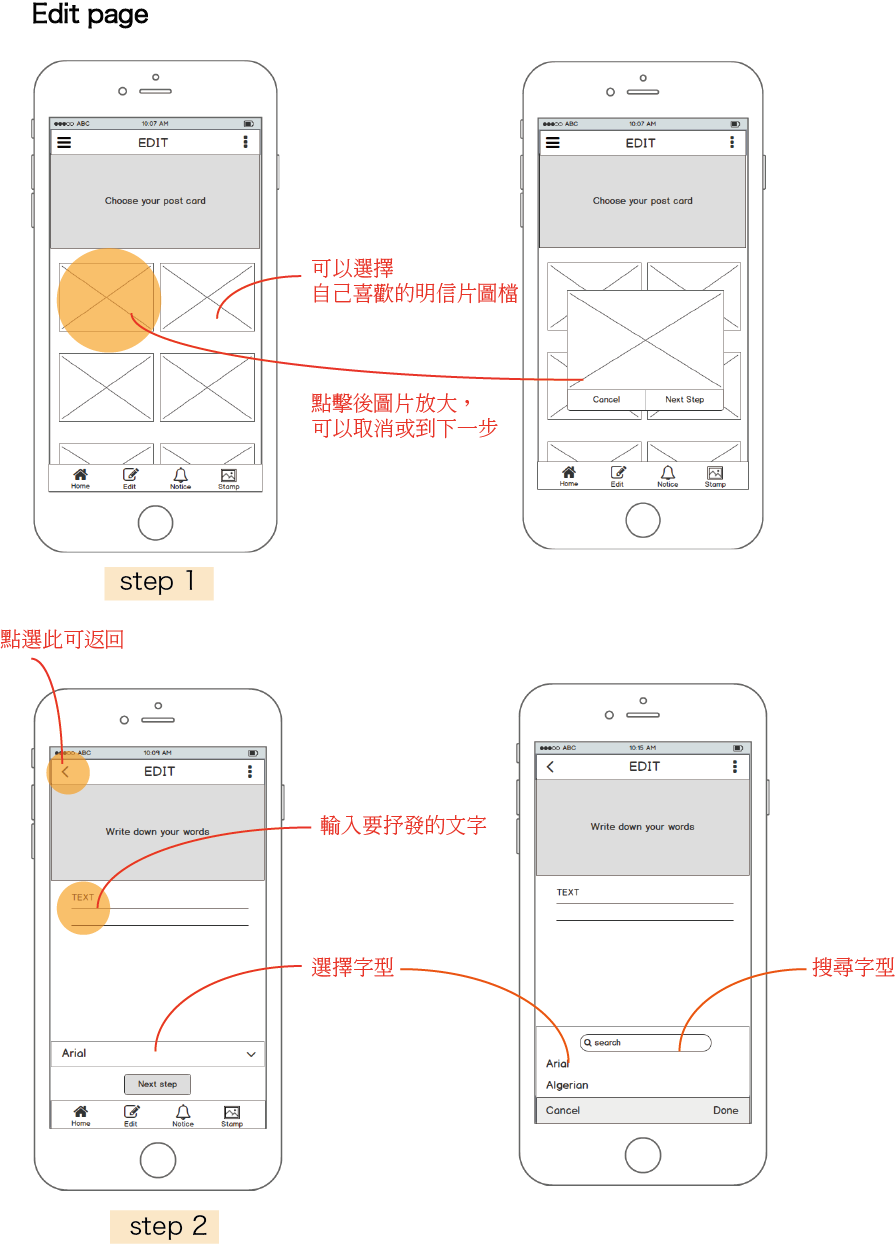 Edit page
ABC 10:07 AM
EDIT
Choose your post card
Home Edit Notice Stamp
ABC 10:07 AM
EDIT
Choose your post card
Cancel Next Step
Home Edit Notice Stamp
可以選擇
自己喜歡的明信片圖檔
點擊後圖片放大，
可以取消或到下一步
step 1
點選此可返回
ABC 10:09 AM
EDIT
Write down your words
TEXT
Arial
Next step
Home Edit Notice Stamp
輸入要抒發的文字
選擇字型
ABC 10:15 AM
EDIT
Write down your words
TEXT
search
Arial
Algerian
Cancel Done
搜尋字型
step 2